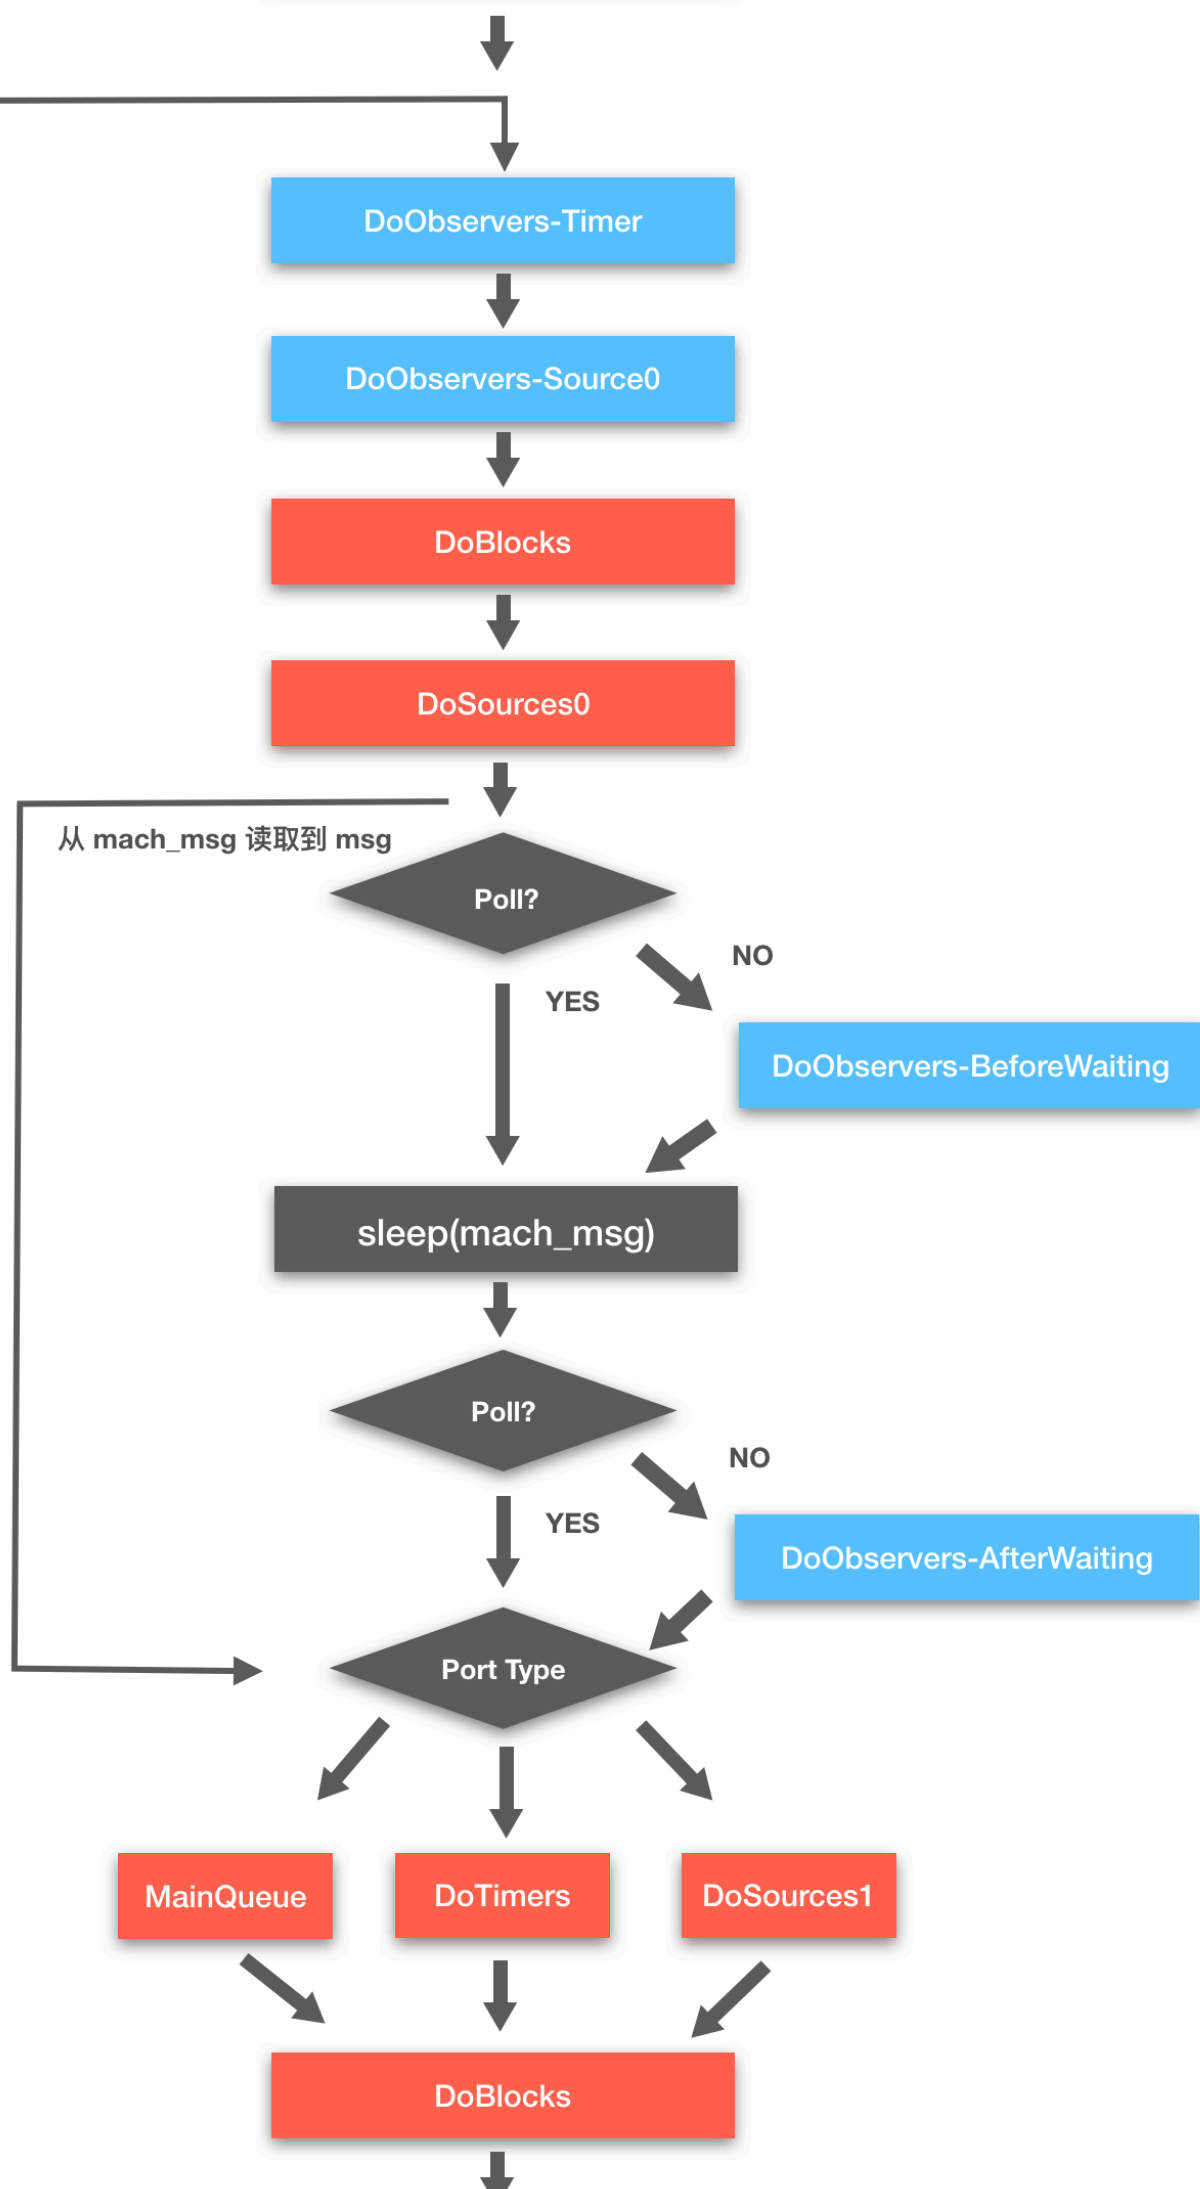 DoObservers-Timer
DoObservers-Source0
DoBlocks
DoSources0
从 mach_msg 读取到 msg
Poll?
NO
YES
DoObservers-BeforeWaiting
sleep(mach_msg)
Poll?
NO
YES
DoObservers-AfterWaiting
Port Type
MainQueue
DoTimers
DoSources1
DoBlocks